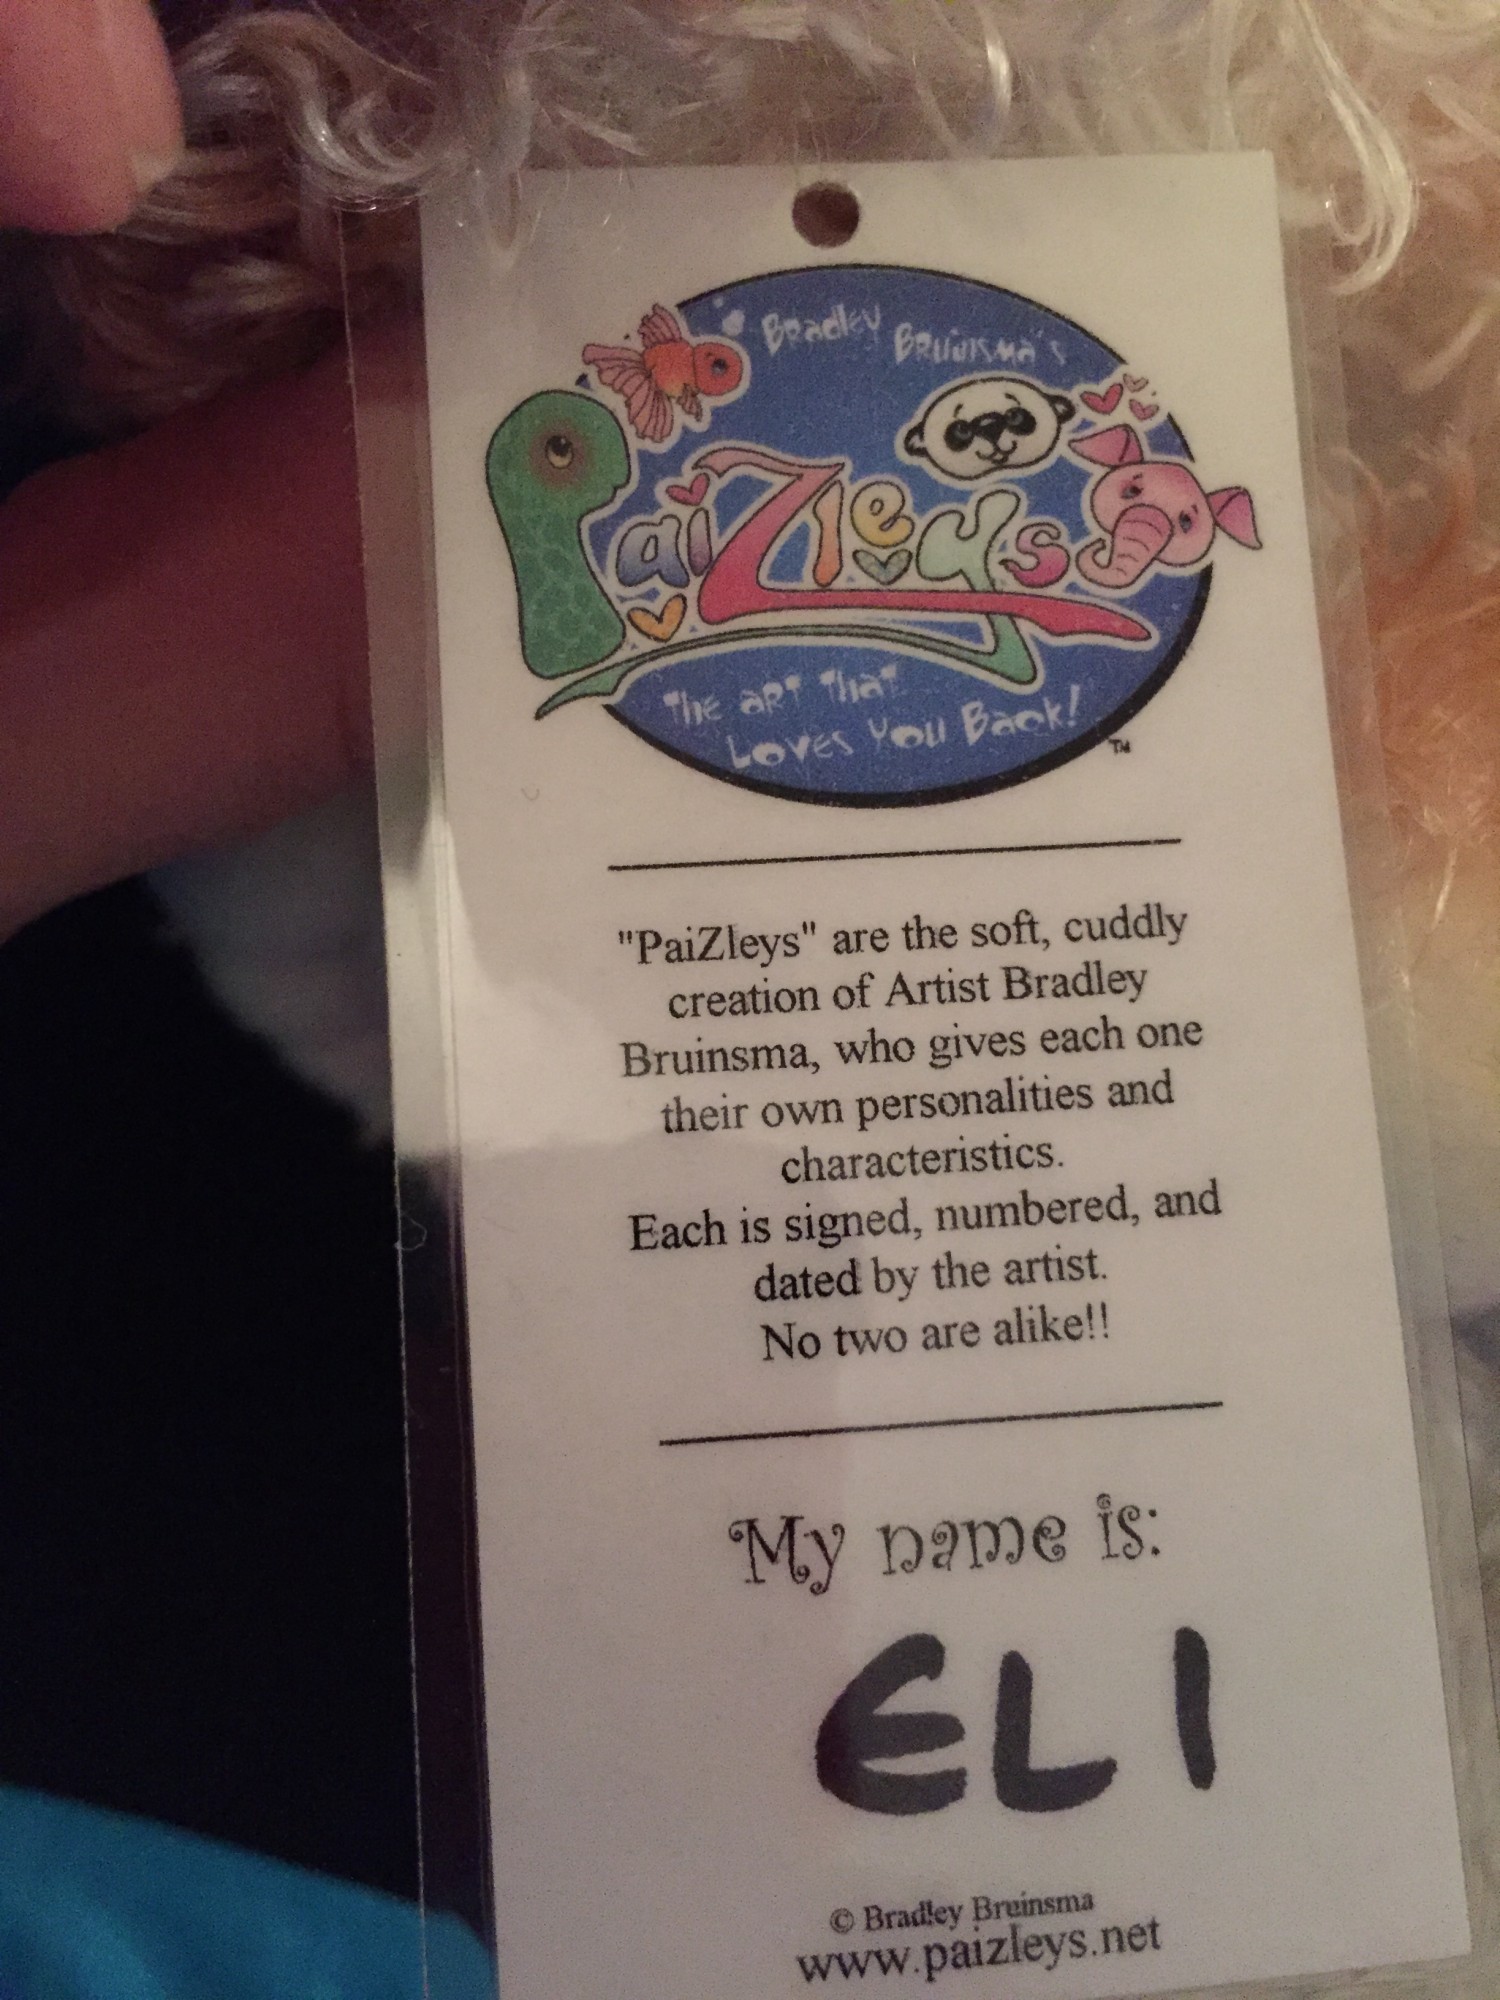 Bradley Bruinsma's
PaiZleys
The art that
Loves You Back!
TM
"PaiZleys" are the soft, cuddly
creation of Artist Bradley
Bruinsma, who gives each one
their own personalities and
characteristics.
Each is signed, numbered, and
dated by the artist.
No two are alike!!
My name is:
ELI
© Bradley Bruinsma
www.paizleys.net